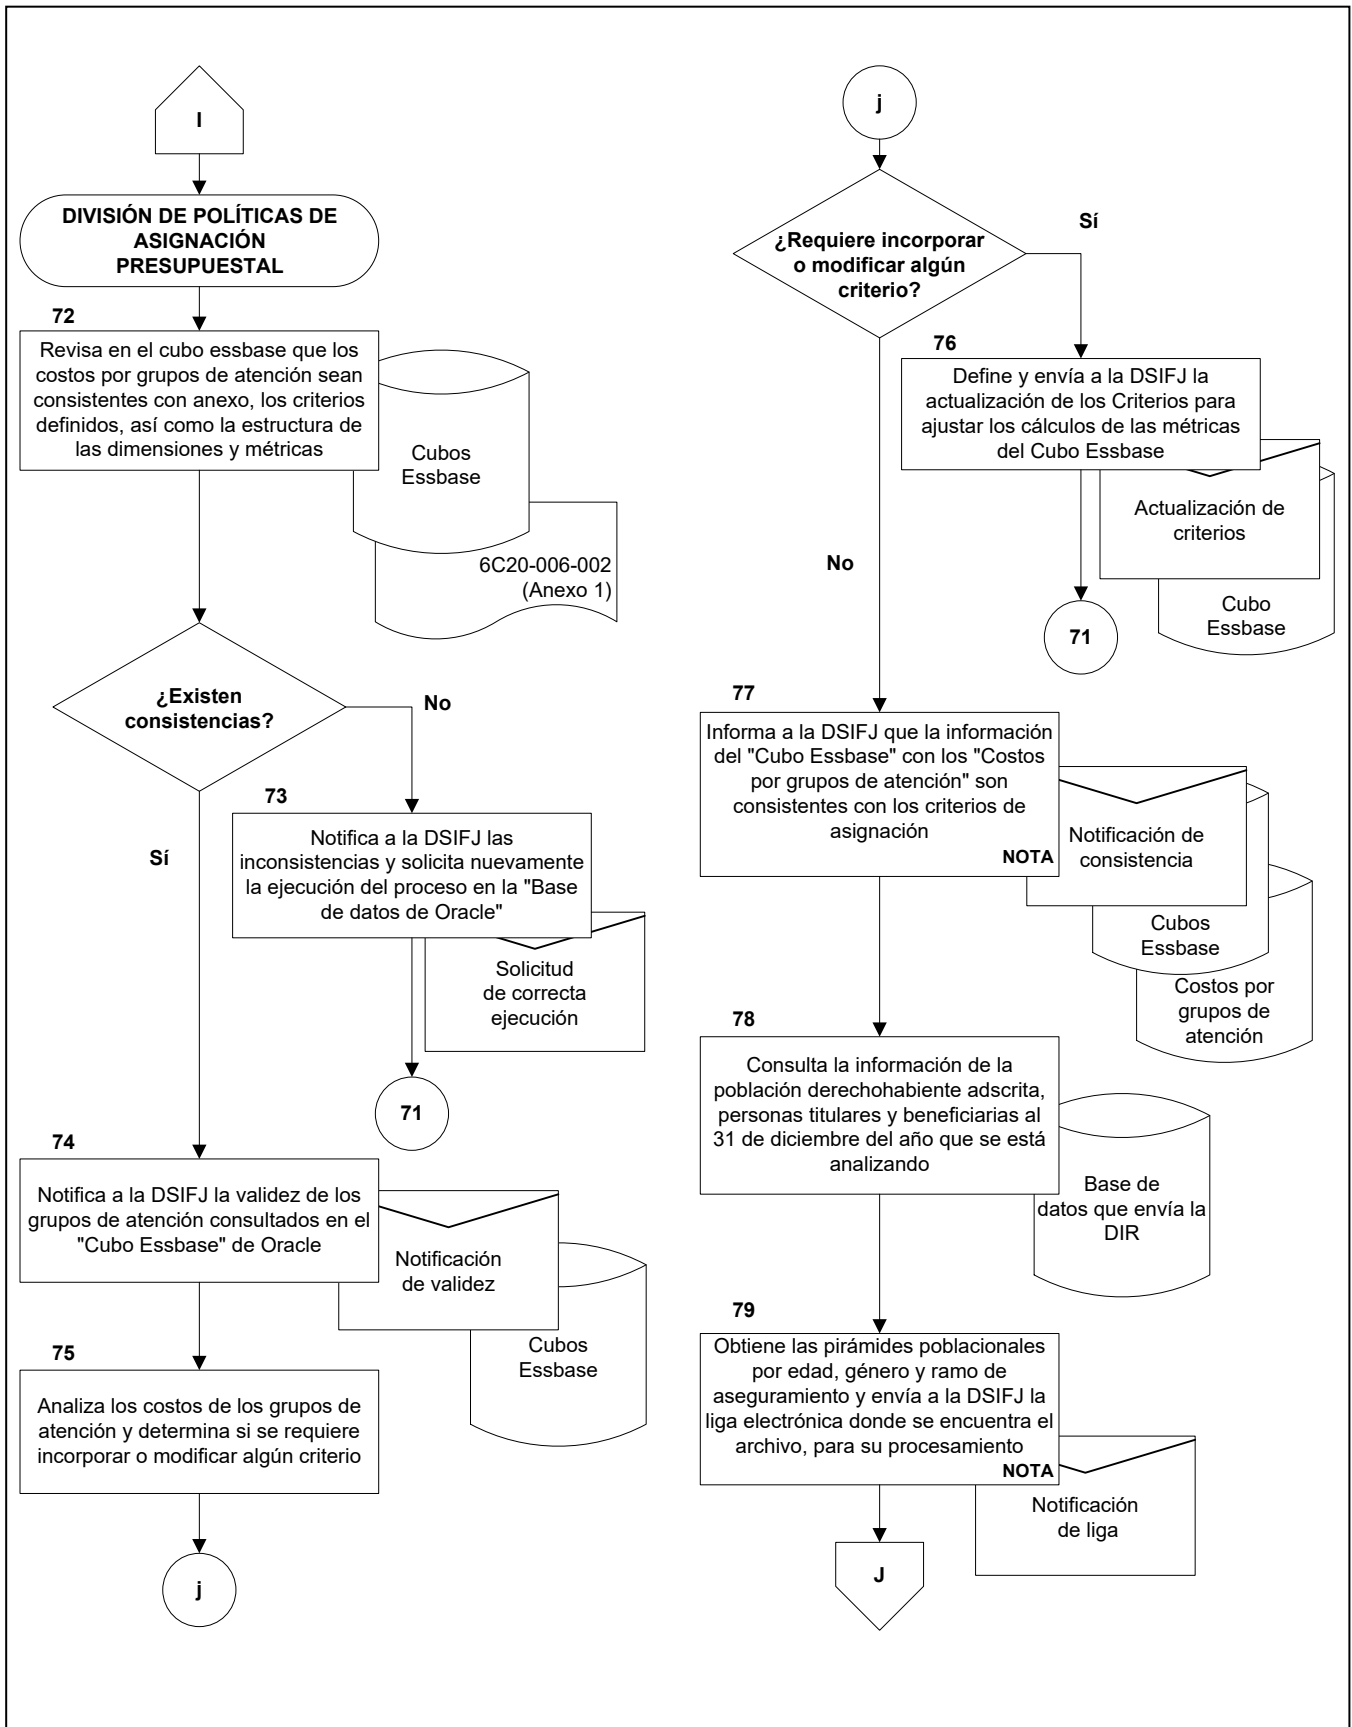 I
DIVISIÓN DE POLÍTICAS DE
ASIGNACIÓN
PRESUPUESTAL
72
Revisa en el cubo essbase que los
costos por grupos de atención sean
consistentes con anexo, los criterios
definidos, así como la estructura de
las dimensiones y métricas
Cubos
Essbase
6C20-006-002
(Anexo 1)
¿Existen
consistencias?
No
Sí
73
Notifica a la DSIFJ las
inconsistencias y solicita nuevamente
la ejecución del proceso en la "Base
de datos de Oracle"
Solicitud
de correcta
ejecución
71
74
Notifica a la DSIFJ la validez de los
grupos de atención consultados en el
"Cubo Essbase" de Oracle
Notificación
de validez
Cubos
Essbase
75
Analiza los costos de los grupos de
atención y determina si se requiere
incorporar o modificar algún criterio
j
j
¿Requiere incorporar
o modificar algún
criterio?
Sí
No
76
Define y envía a la DSIFJ la
actualización de los Criterios para
ajustar los cálculos de las métricas
del Cubo Essbase
Actualización de
criterios
Cubo
Essbase
71
77
Informa a la DSIFJ que la información
del "Cubo Essbase" con los "Costos
por grupos de atención" son
consistentes con los criterios de
asignación
NOTA
Notificación de
consistencia
Cubos
Essbase
Costos por
grupos de
atención
78
Consulta la información de la
población derechohabiente adscrita,
personas titulares y beneficiarias al
31 de diciembre del año que se está
analizando
Base de
datos que envía la
DIR
79
Obtiene las pirámides poblacionales
por edad, género y ramo de
aseguramiento y envía a la DSIFJ la
liga electrónica donde se encuentra el
archivo, para su procesamiento
NOTA
Notificación
de liga
J